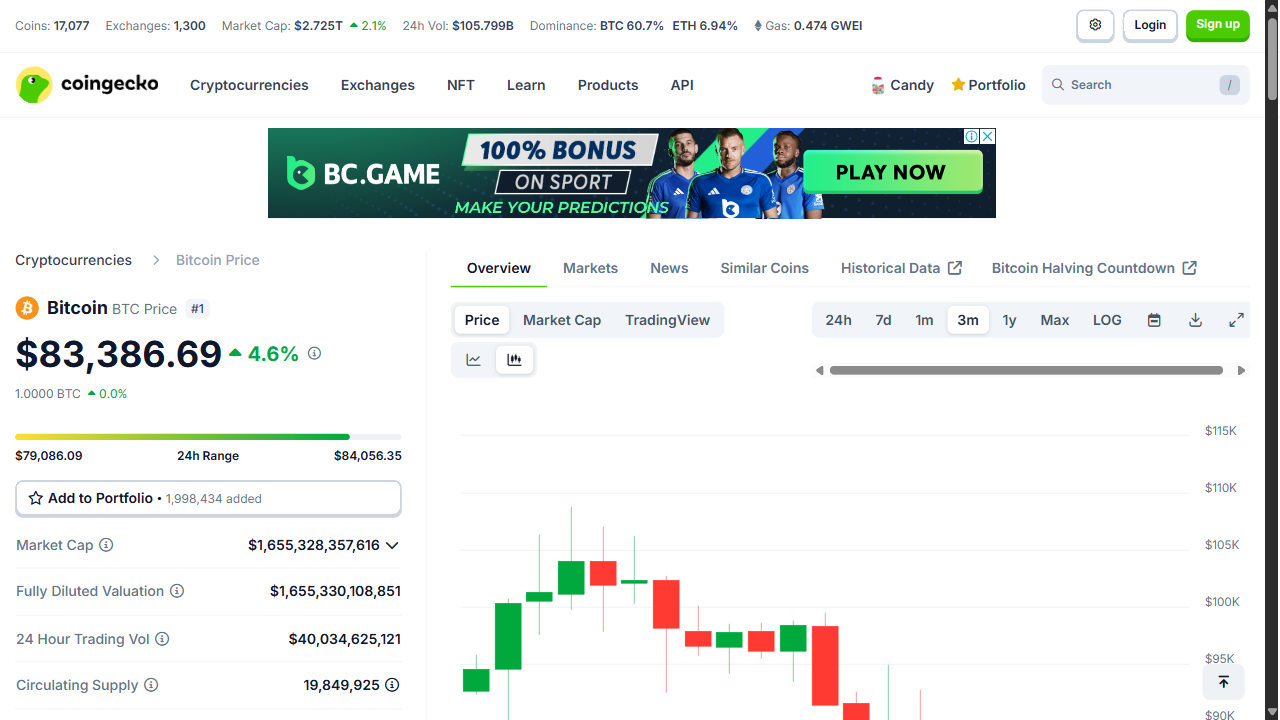 Coins: 17,077 Exchanges: 1,300 Market Cap: $2.725T 2.1% 24h Vol: $105.799B Dominance: BTC 60.7% ETH 6.94% Gas: 0.474 GWEI Login Sign up
coingecko Cryptocurrencies Exchanges NFT Learn Products API Candy Portfolio Search /
BC.GAME
100% BONUS
ON SPORT
MAKE YOUR PREDICTIONS
PLAY NOW
Cryptocurrencies Bitcoin Price
Bitcoin BTC Price #1
$83,386.69 4.6%
1.0000 BTC 0.0%
$79,086.09 24h Range $84,056.35
Add to Portfolio • 1,998,434 added
Market Cap $1,655,328,357,616
Fully Diluted Valuation $1,655,330,108,851
24 Hour Trading Vol $40,034,625,121
Circulating Supply 19,849,925
Overview Markets News Similar Coins Historical Data Bitcoin Halving Countdown
Price Market Cap TradingView 24h 7d 1m 3m 1y Max LOG
$115K
$110K
$105K
$100K
$95K
$90K